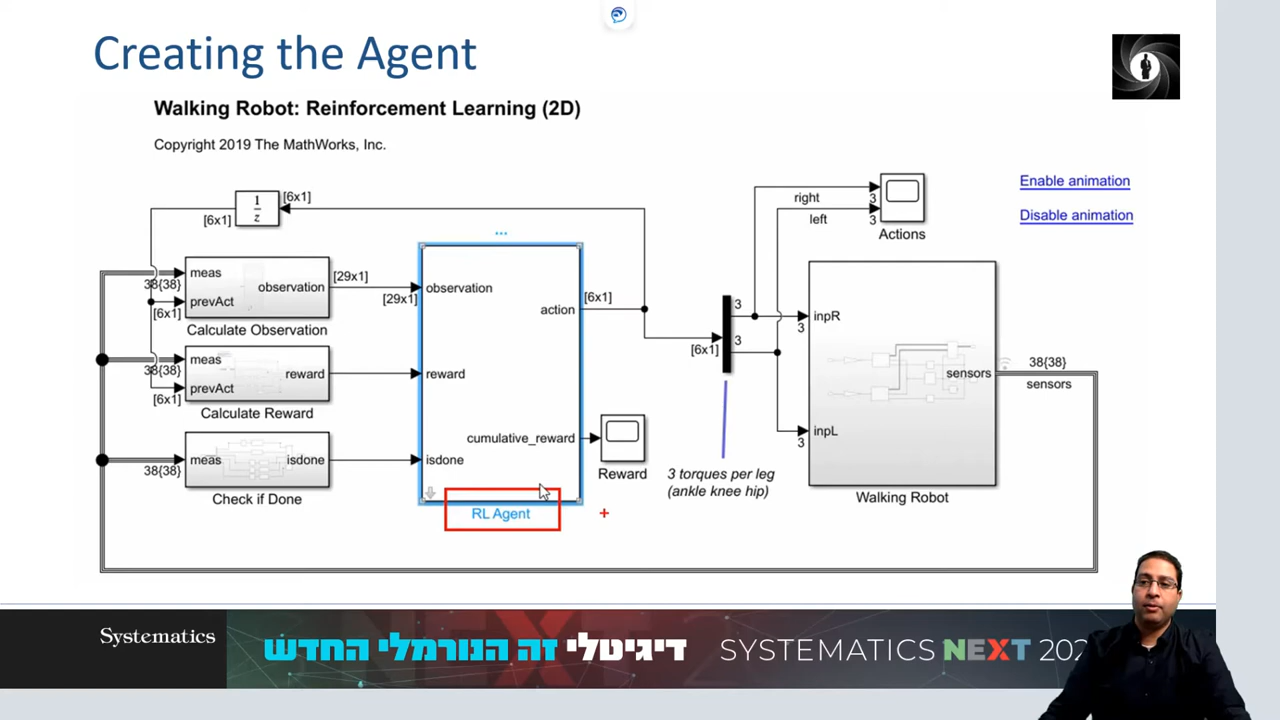 Creating the Agent
Walking Robot: Reinforcement Learning (2D)
Copyright 2019 The MathWorks, Inc.
Enable animation
Disable animation
right
3
left
3
Actions
1
z
[6x1]
[6x1]
meas
38{38}
prevAct
[6x1]
observation
[29x1]
Calculate Observation
meas
38{38}
prevAct
[6x1]
reward
Calculate Reward
meas
38{38}
isdone
Check if Done
[29x1]
observation
action
[6x1]
reward
cumulative_reward
isdone
RL Agent
Reward
[6x1]
3
3
3 torques per leg
(ankle knee hip)
inpR
3
inpL
3
sensors
Walking Robot
38{38}
sensors
Systematics
דיגיטלי זה הנורמלי החדש
SYSTEMATICS NEXT 202